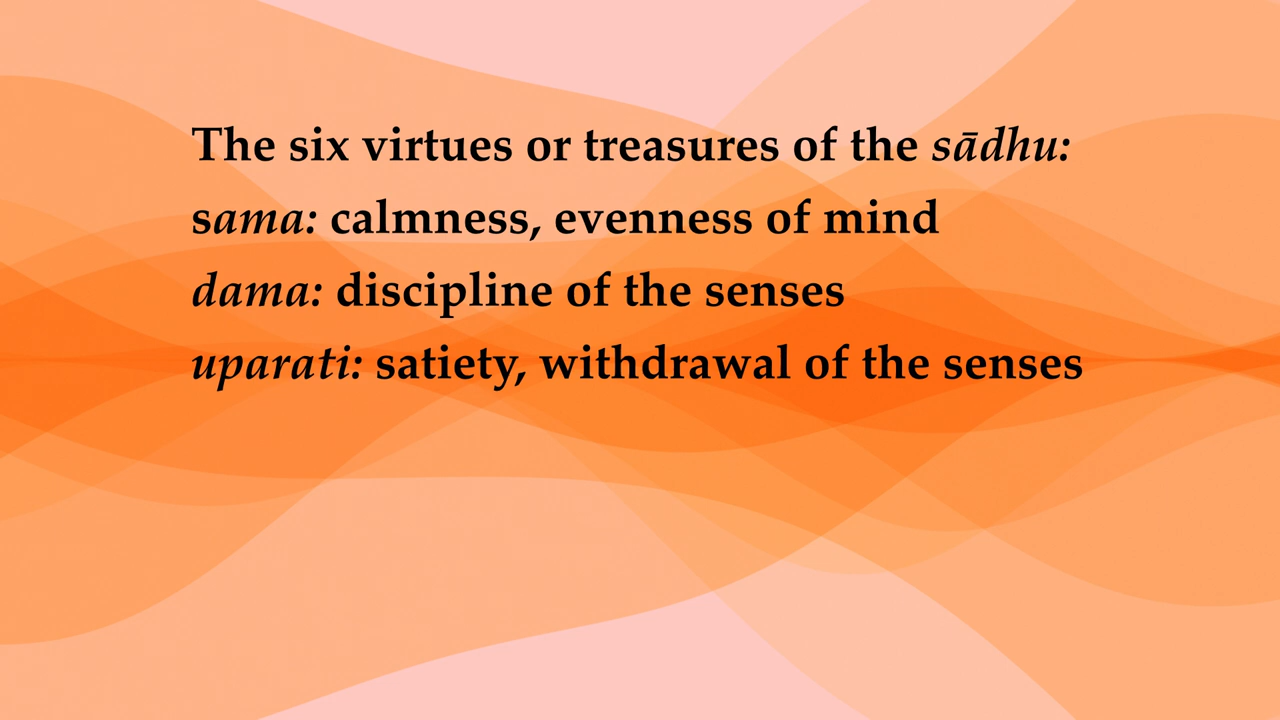 The six virtues or treasures of the sādhu:
sama: calmness, evenness of mind
dama: discipline of the senses
uparati: satiety, withdrawal of the senses